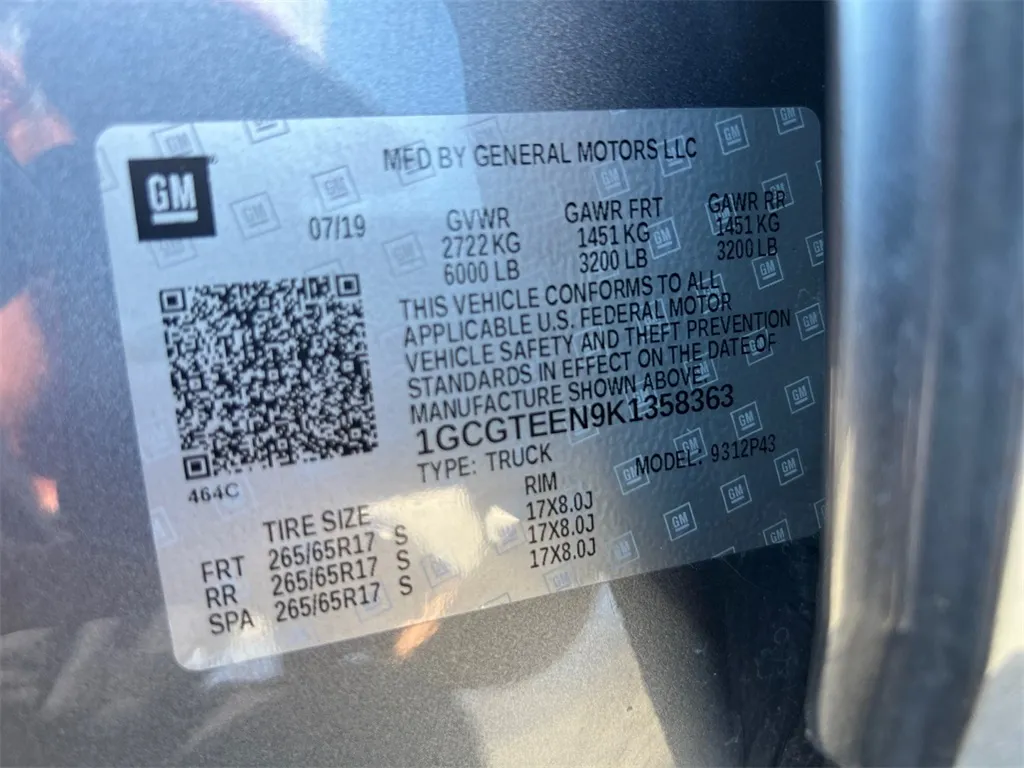 GM
MFD BY GENERAL MOTORS LLC
07/19
GVWR GAWR FRT GAWR RR
2722 KG 1451 KG 1451 KG
6000 LB 3200 LB 3200 LB
THIS VEHICLE CONFORMS TO ALL
APPLICABLE U.S. FEDERAL MOTOR
VEHICLE SAFETY AND THEFT PREVENTION
STANDARDS IN EFFECT ON THE DATE OF
MANUFACTURE SHOWN ABOVE.
1GCGTEEN9K1358363
TYPE: TRUCK MODEL: 9312P43
464C
TIRE SIZE RIM
FRT 265/65R17 S 17X8.0J
RR 265/65R17 S 17X8.0J
SPA 265/65R17 S 17X8.0J